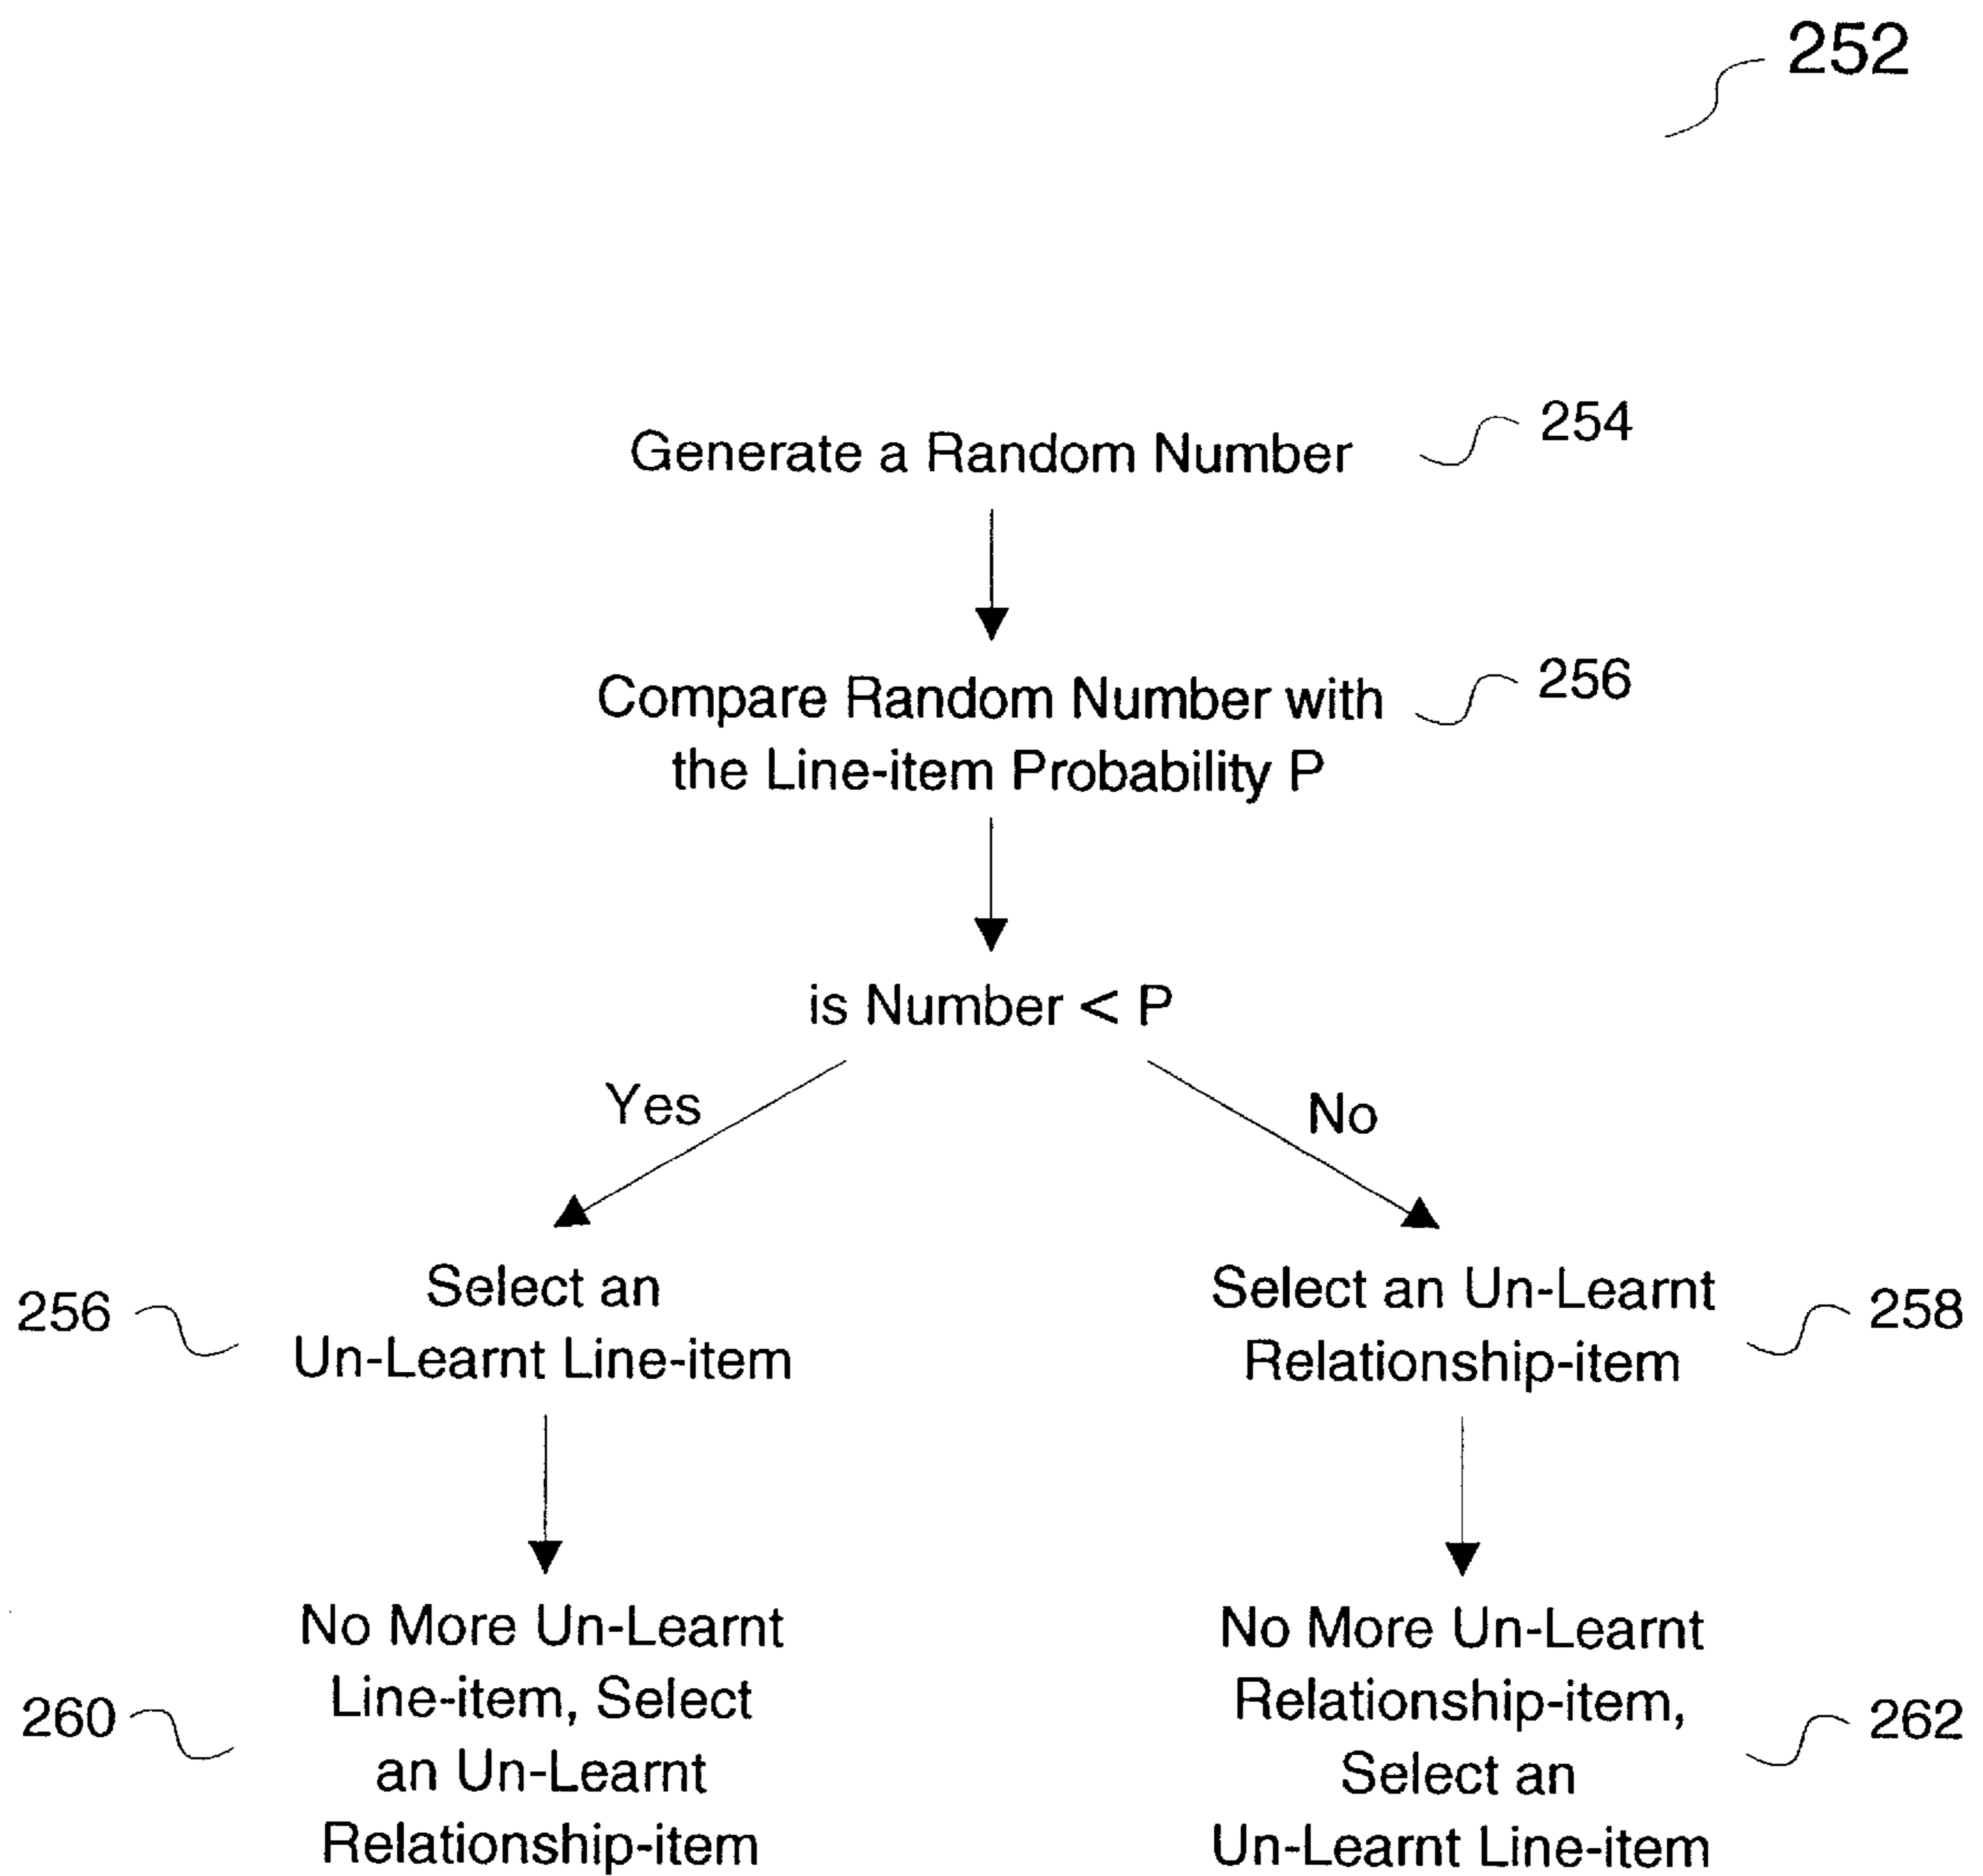 252
Generate a Random Number
254
Compare Random Number with
the Line-item Probability P
256
is Number < P
Yes
No
256
Select an
Un-Learnt Line-item
Select an Un-Learnt
Relationship-item
258
260
No More Un-Learnt
Line-item, Select
an Un-Learnt
Relationship-item
No More Un-Learnt
Relationship-item,
Select an
Un-Learnt Line-item
262